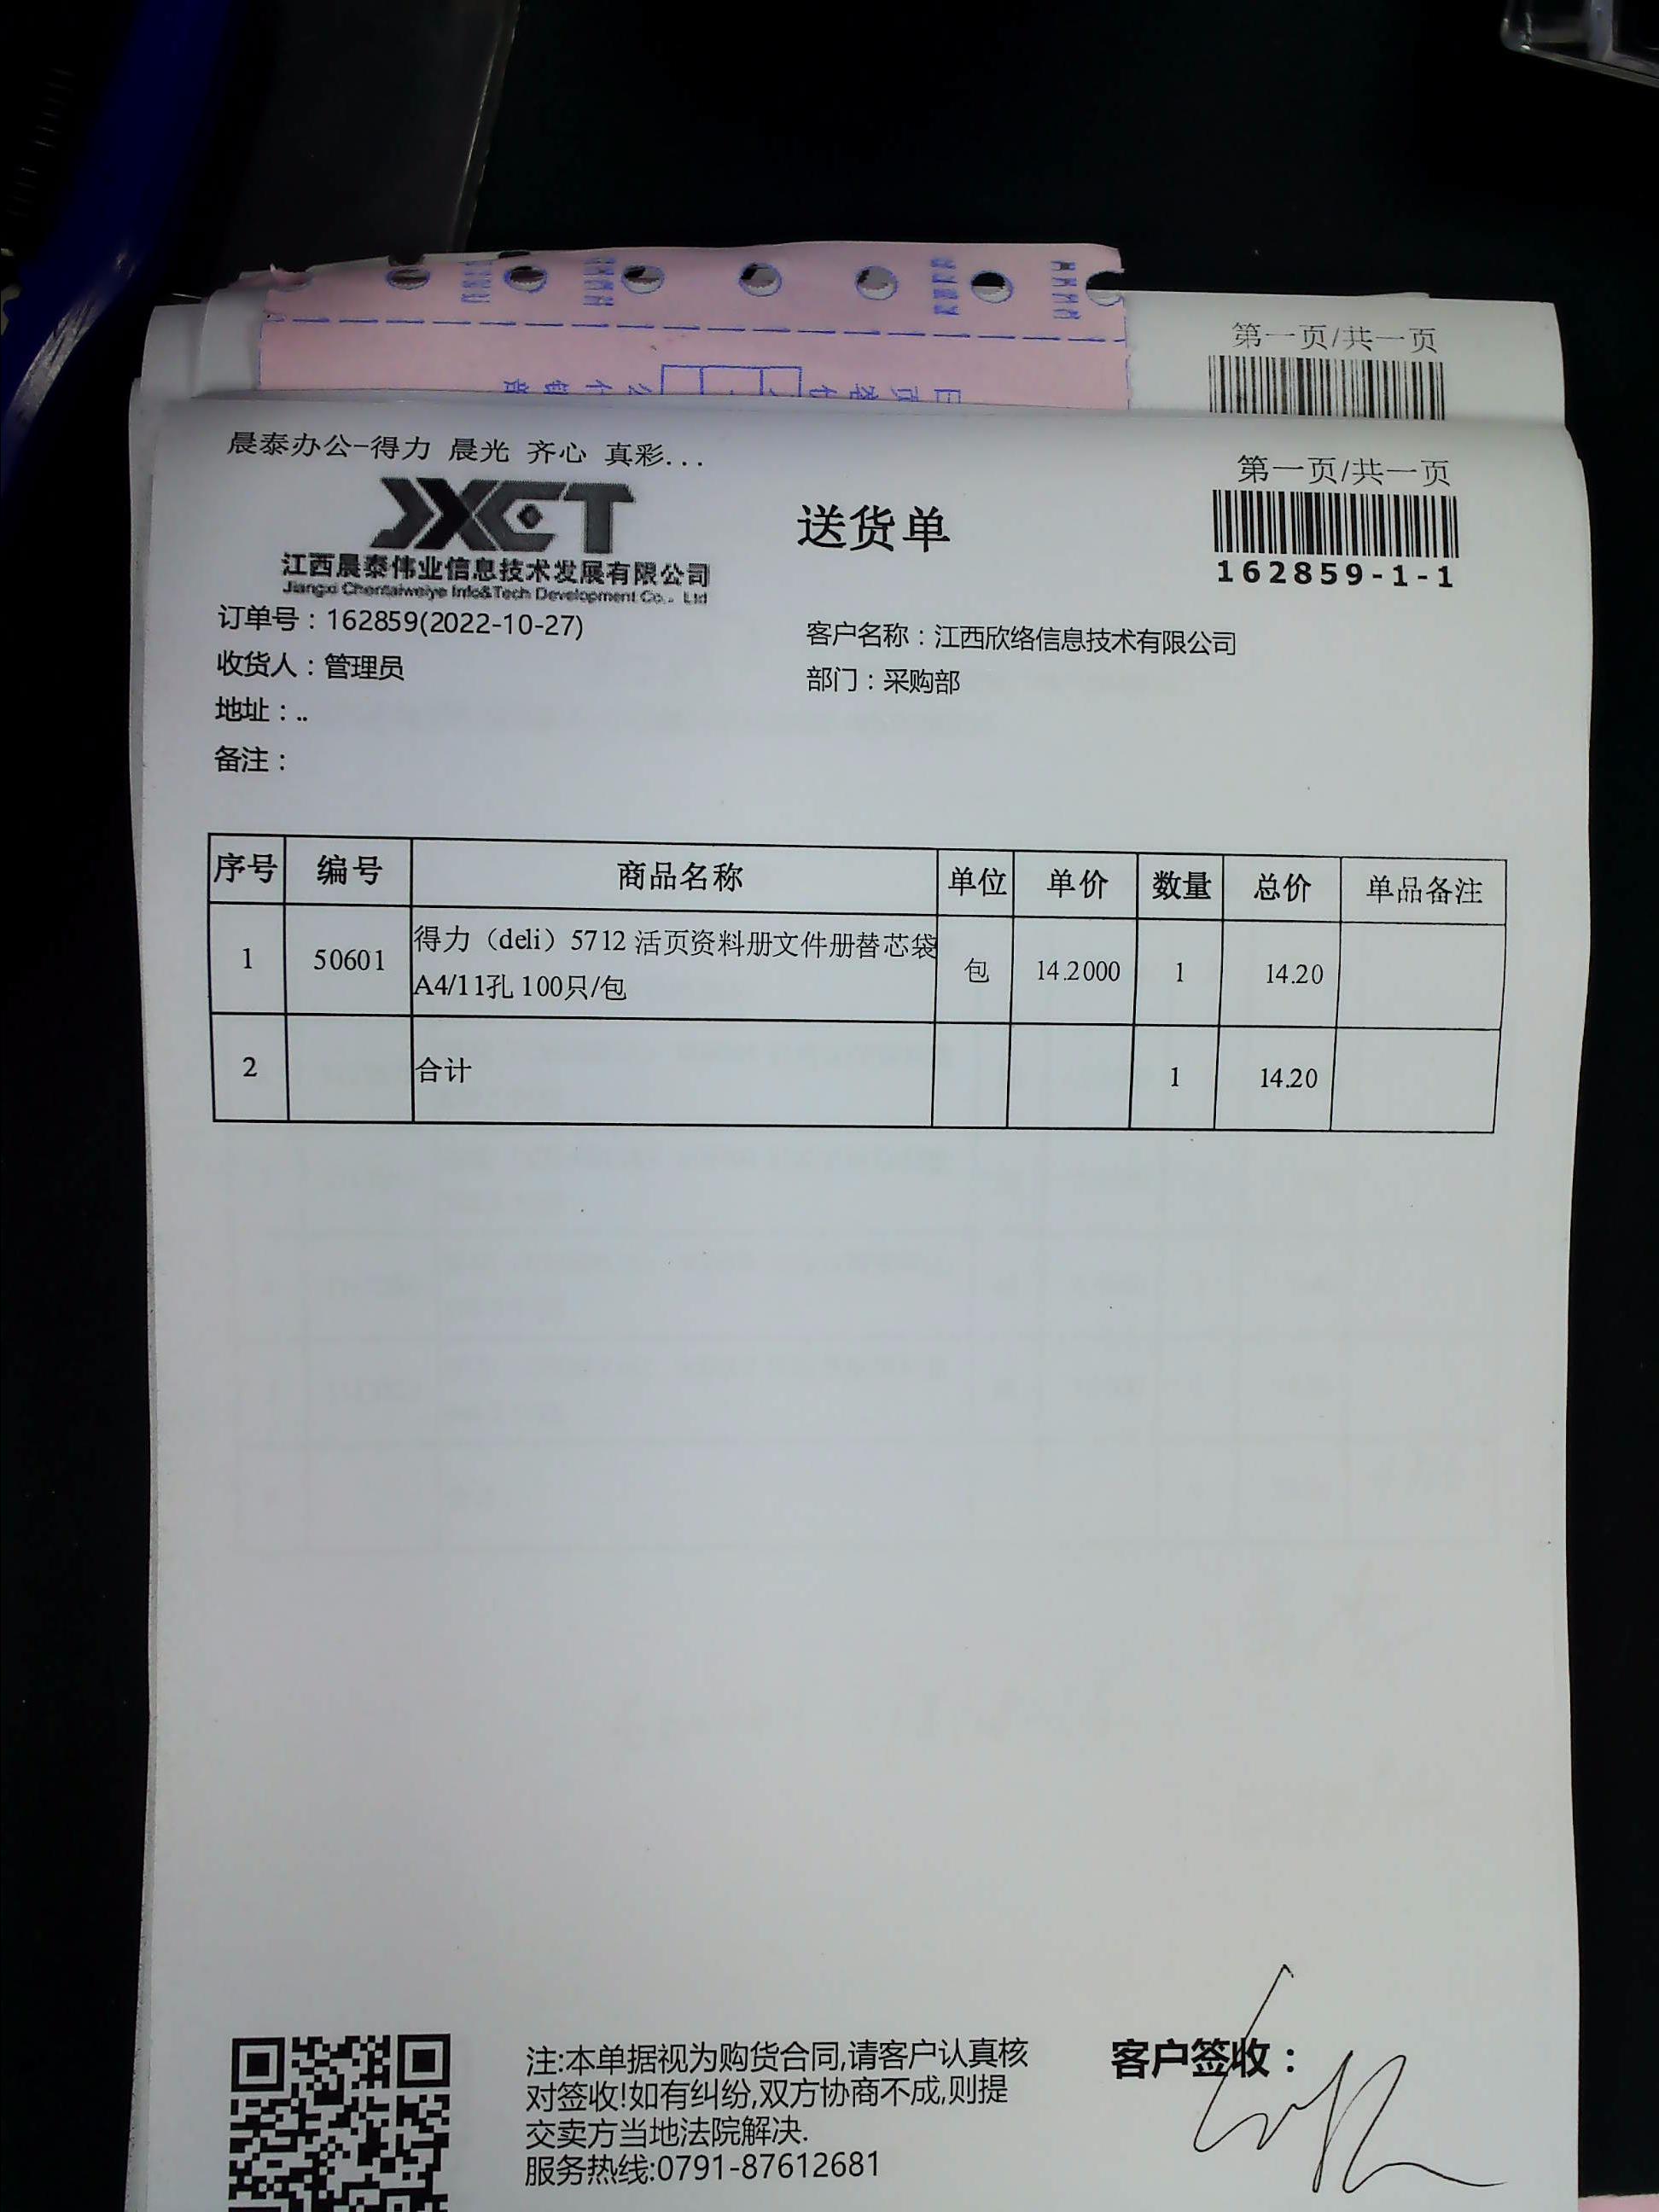 第一页/共一页
晨泰办公-得力 晨光 齐心 真彩...
第一页/共一页
JXCT
送货单
162859-1-1
江西晨泰伟业信息技术发展有限公司
Jiangxi Chentaiweiye Info&Tech Development Co., Ltd
订单号：162859(2022-10-27)
客户名称：江西欣络信息技术有限公司
收货人：管理员
部门：采购部
地址：..
备注：
序号 编号 商品名称 单位 单价 数量 总价 单品备注
1 50601 得力（deli）5712 活页资料册文件册替芯袋 包 14.2000 1 14.20
A4/11孔 100只/包
2 合计 1 14.20
注:本单据视为购货合同,请客户认真核
对签收!如有纠纷,双方协商不成,则提
交卖方当地法院解决.
服务热线:0791-87612681
客户签收：